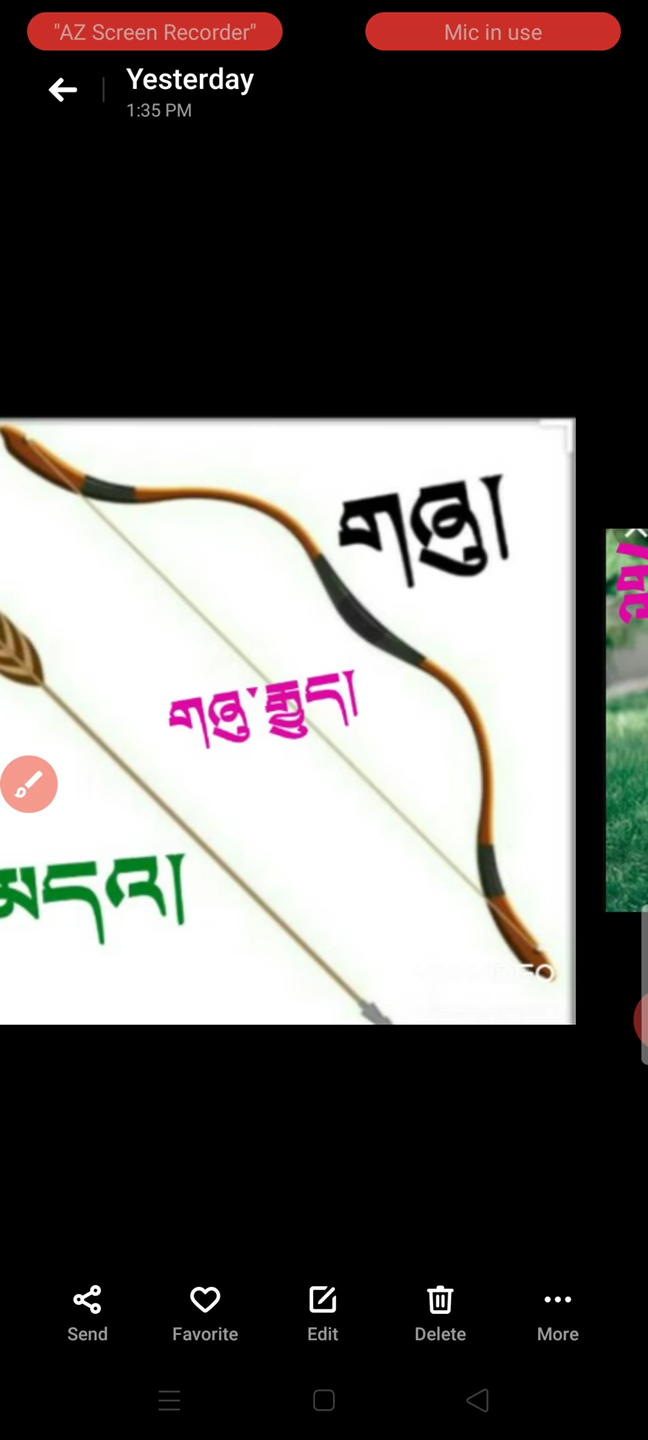 "AZ Screen Recorder"
Mic in use
Yesterday
1:35 PM
གཞུ།
གཞུ་རྒྱུད།
མདའ།
Send
Favorite
Edit
Delete
More